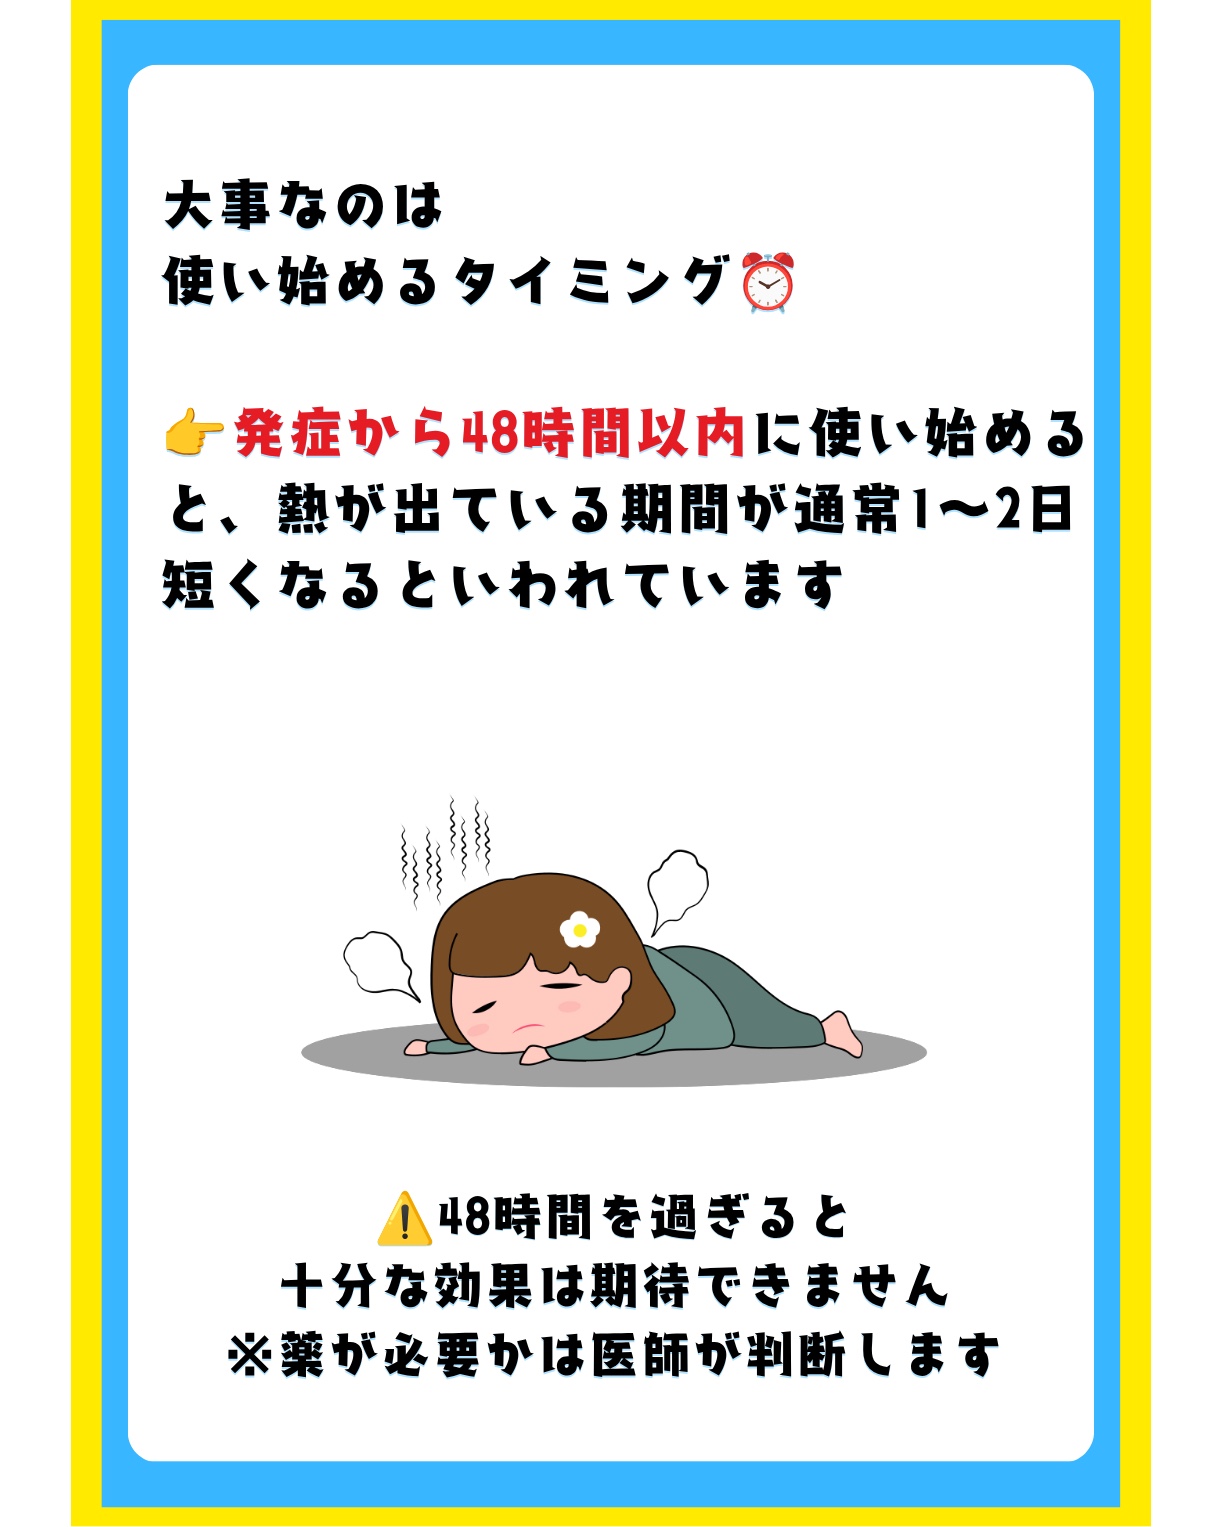 大事なのは
使い始めるタイミング⏰
👉発症から48時間以内に使い始める
と、熱が出ている期間が通常1〜2日
短くなるといわれています
⚠️48時間を過ぎると
十分な効果は期待できません
※薬が必要かは医師が判断します